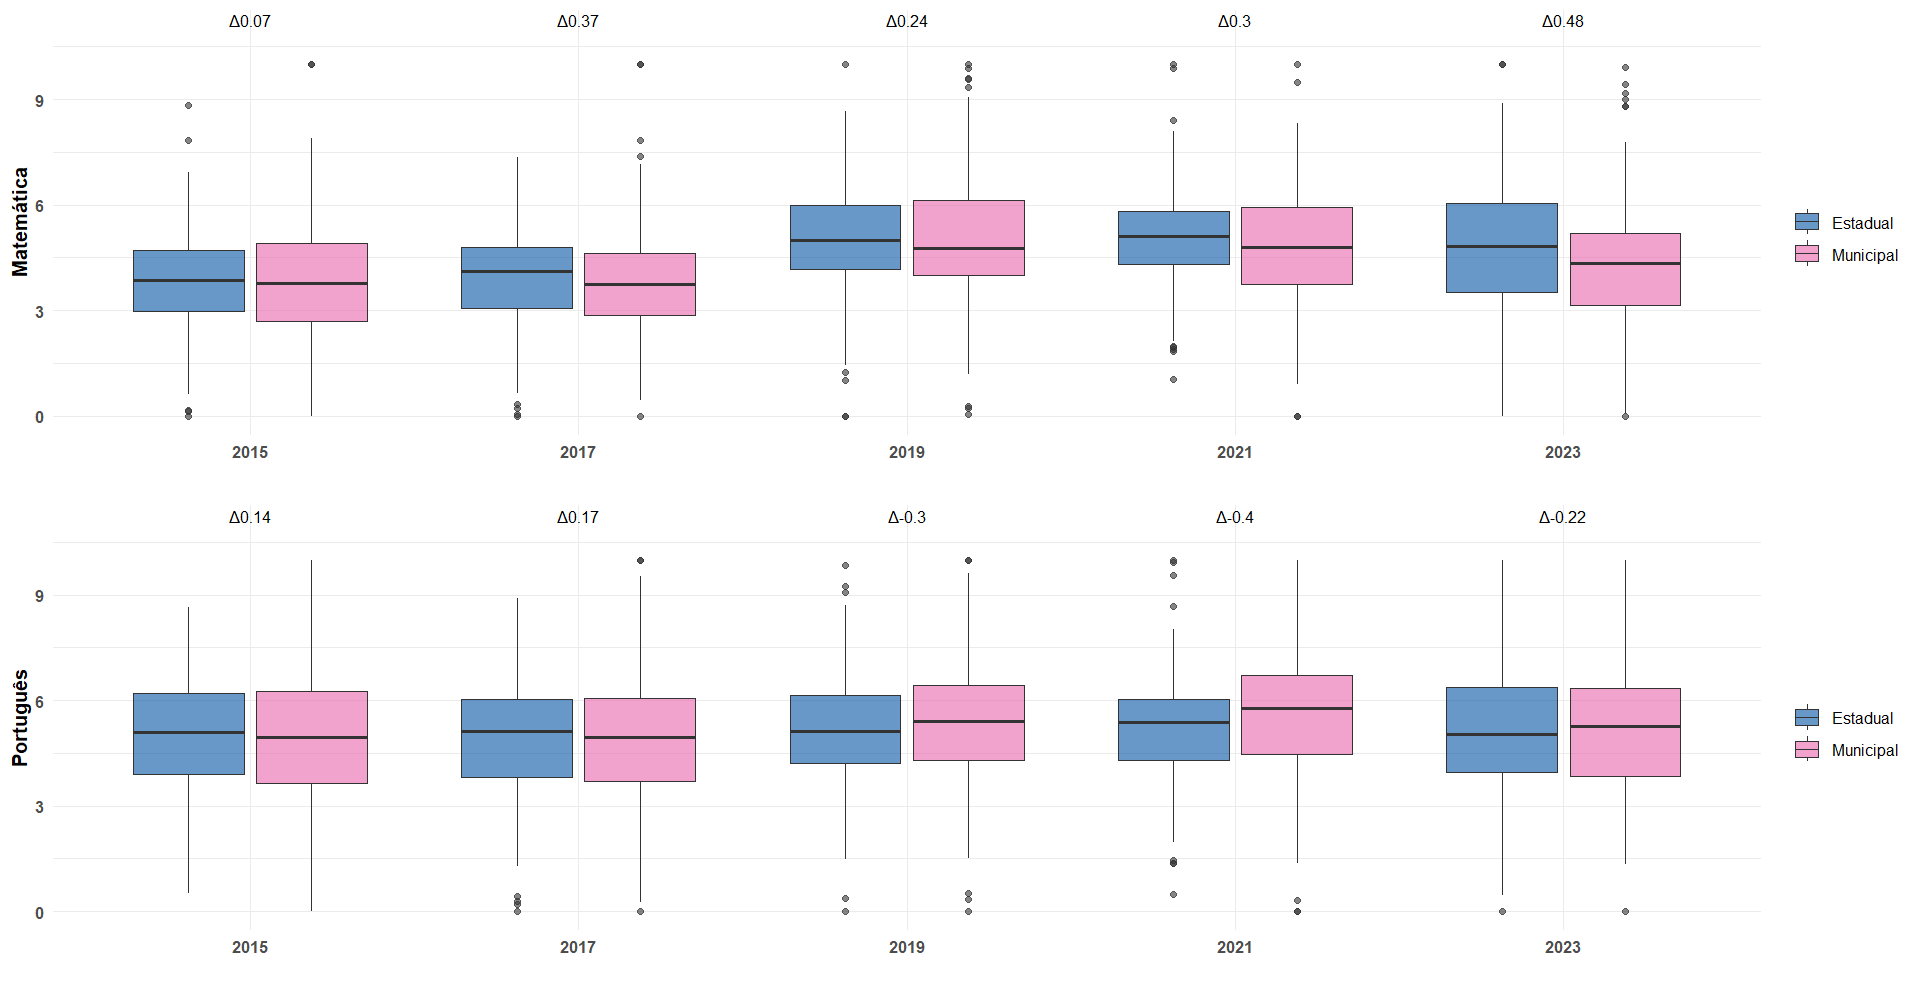 Δ0.07 Δ0.37 Δ0.24 Δ0.3 Δ0.48
Matemática
9
6
3
0
2015 2017 2019 2021 2023
Estadual
Municipal
Δ0.14 Δ0.17 Δ-0.3 Δ-0.4 Δ-0.22
Português
9
6
3
0
2015 2017 2019 2021 2023
Estadual
Municipal